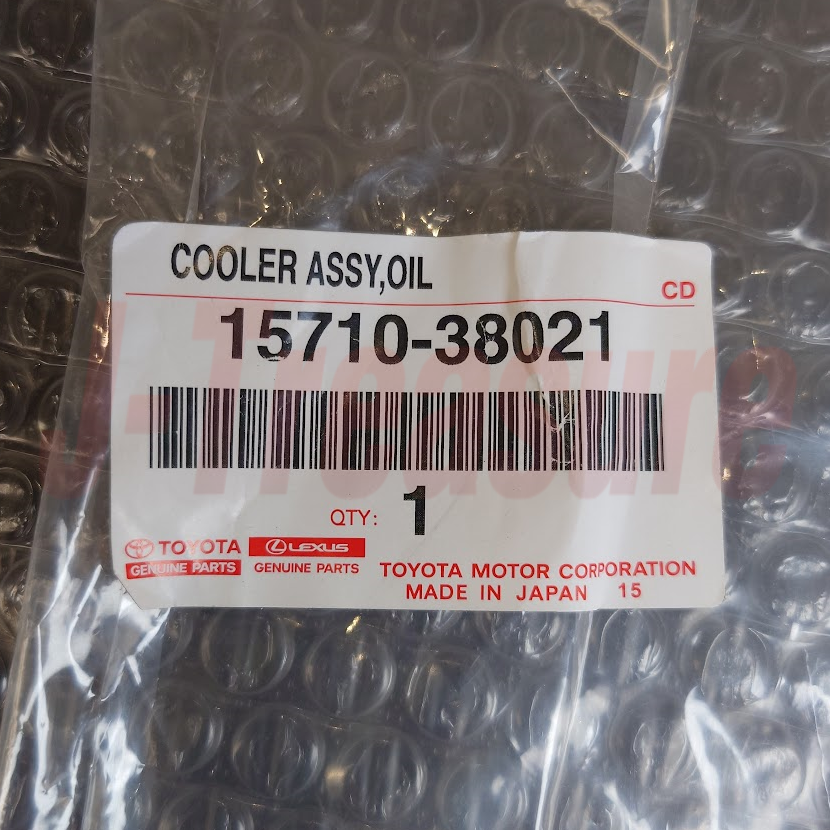 COOLER ASSY,OIL
CD
15710-38021
J-Treasure
QTY: 1
TOYOTA LEXUS
GENUINE PARTS GENUINE PARTS
TOYOTA MOTOR CORPORATION
MADE IN JAPAN 15